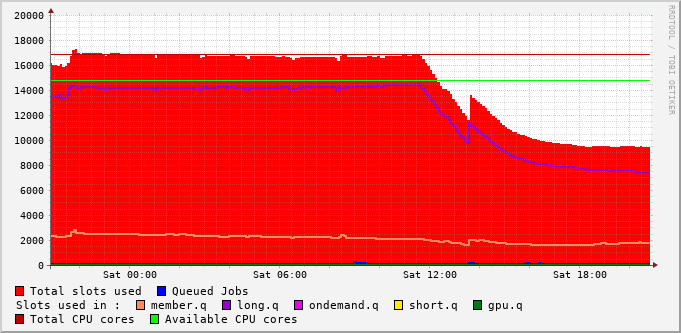 20000
18000
16000
14000
12000
10000
8000
6000
4000
2000
0
Sat 00:00 Sat 06:00 Sat 12:00 Sat 18:00
RRDTOOL / TOBI OETIKER
Total slots used Queued Jobs
Slots used in : member.q long.q ondemand.q short.q gpu.q
Total CPU cores Available CPU cores